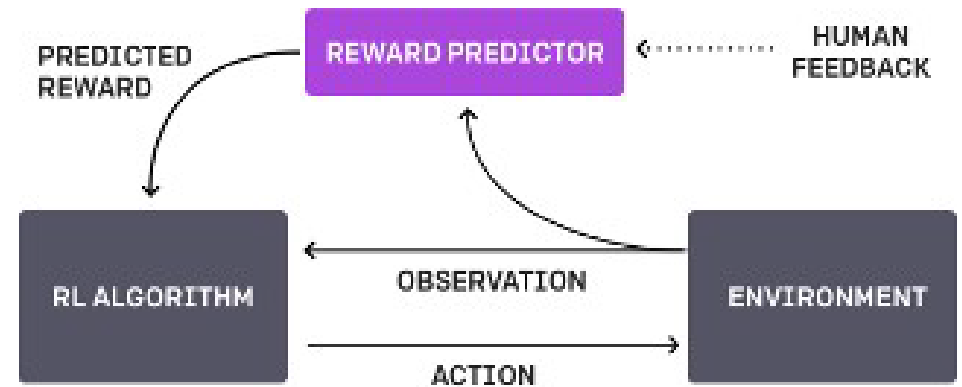 PREDICTED
REWARD
REWARD PREDICTOR
HUMAN
FEEDBACK
RL ALGORITHM
OBSERVATION
ENVIRONMENT
ACTION